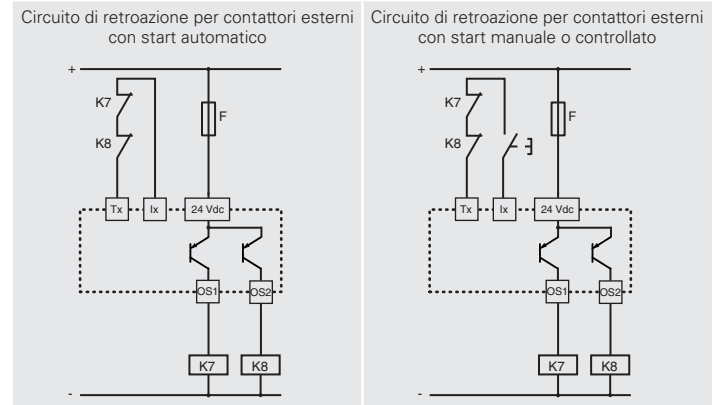 Circuito di retroazione per contattori esterni
con start automatico
+
K7
F
K8
Tx
Ix
24 Vdc
OS1
OS2
K7
K8
-
Circuito di retroazione per contattori esterni
con start manuale o controllato
+
K7
F
K8
Tx
Ix
24 Vdc
OS1
OS2
K7
K8
-